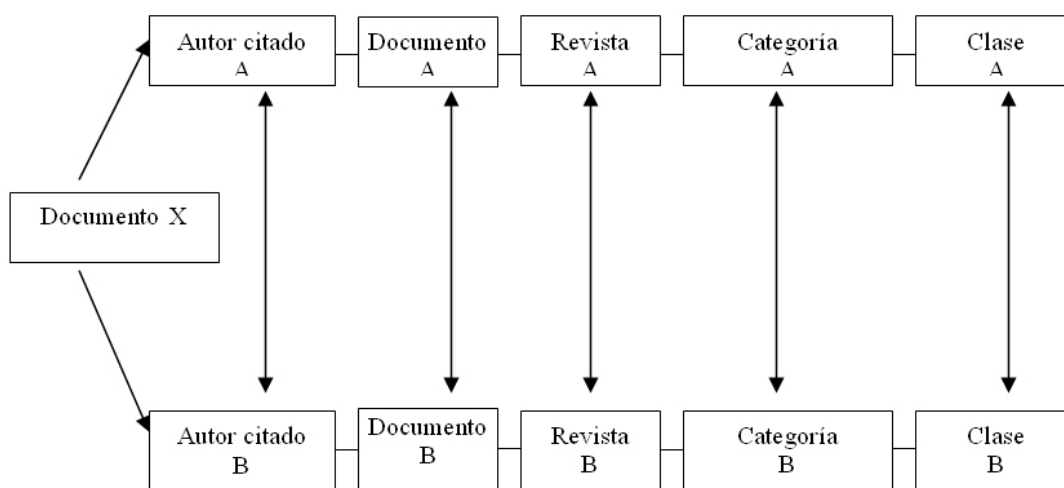 Autor citado
A
Documento
A
Revista
A
Categoría
A
Clase
A
Documento X
Autor citado
B
Documento
B
Revista
B
Categoría
B
Clase
B